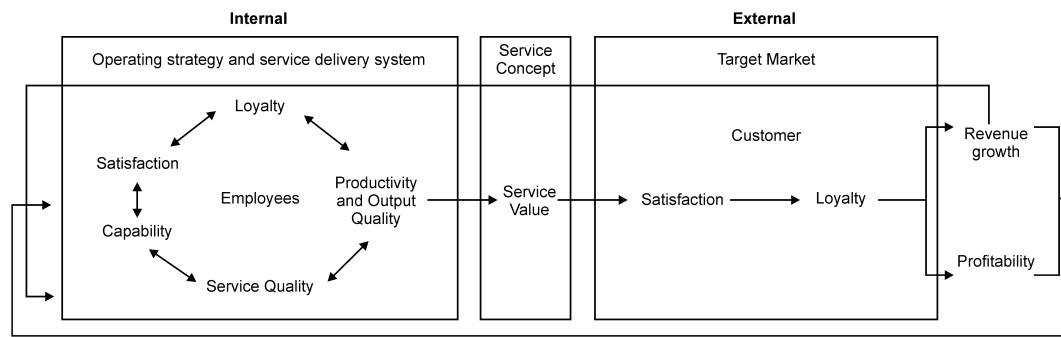 Internal
External
Operating strategy and service delivery system
Service
Concept
Target Market
Loyalty
Customer
Revenue
growth
Satisfaction
Employees
Productivity
and Output
Quality
Service
Value
Satisfaction
Loyalty
Capability
Service Quality
Profitability